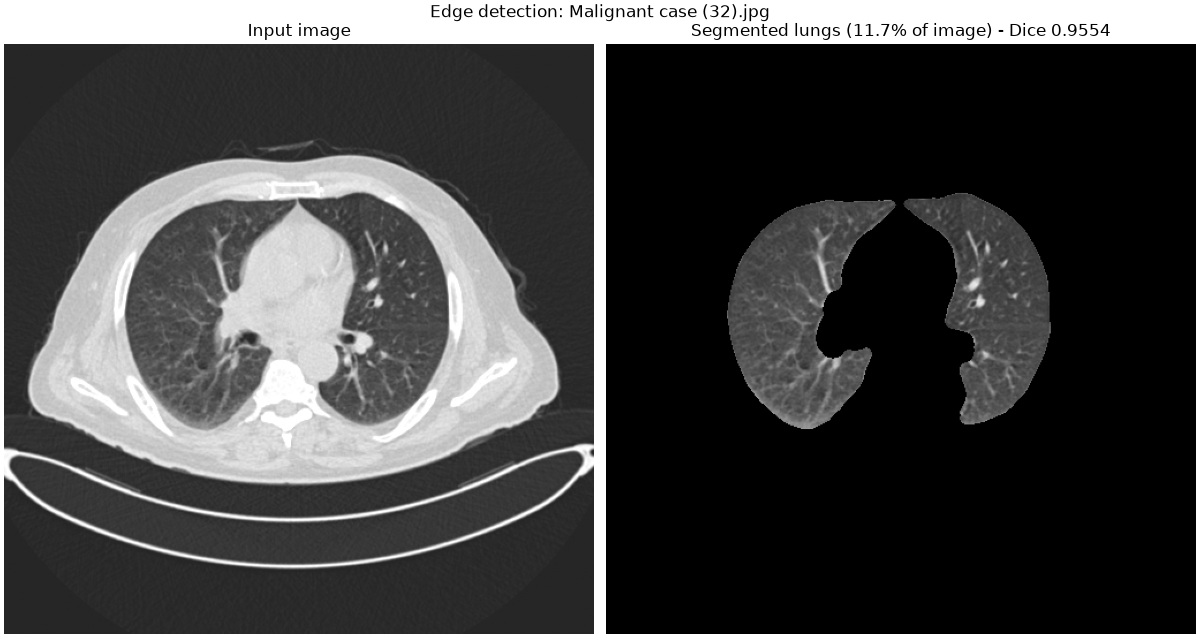 Edge detection: Malignant case (32).jpg
Input image
Segmented lungs (11.7% of image) - Dice 0.9554